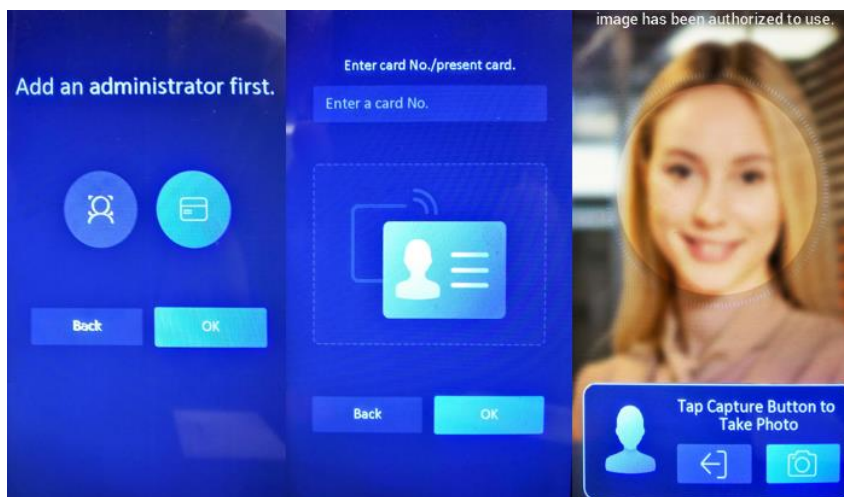 Add an administrator first.
Back
OK
Enter card No./present card.
Enter a card No.
Back
OK
image has been authorized to use.
Tap Capture Button to
Take Photo